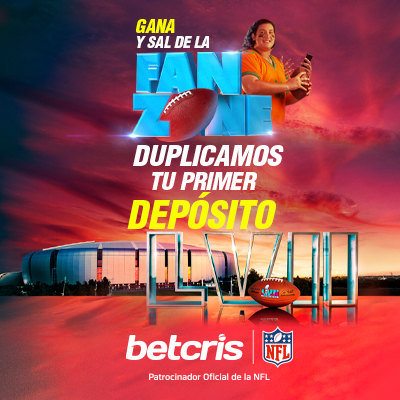 GANA
Y SAL DE LA
FAN
ZONE
DUPLICAMOS
TU PRIMER
DEPÓSITO
LVII
betcris
NFL
Patrocinador Oficial de la NFL